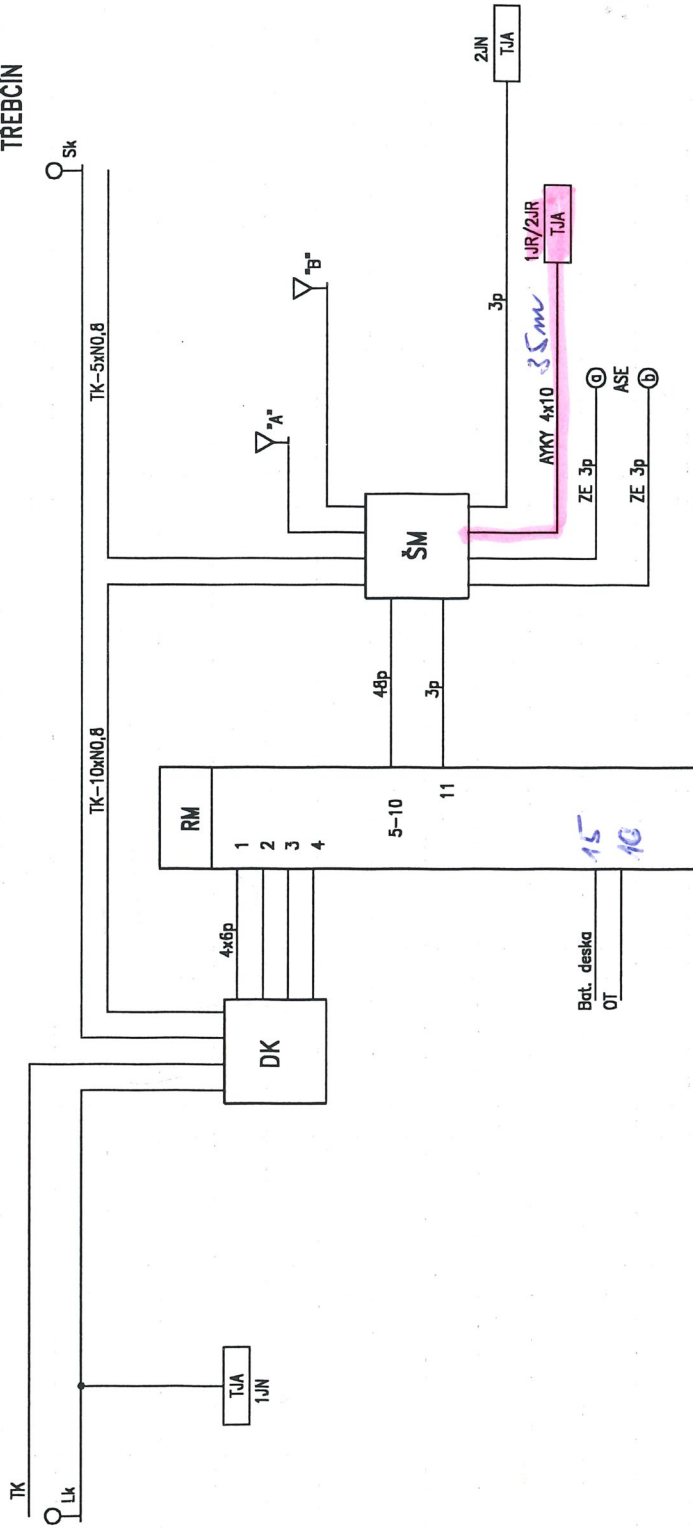 TŘEBČÍN
TK
Lk
Sk
TK-10xN0,8
TK-5xN0,8
TJA
1JN
DK
4x6p
RM
1
2
3
4
5-10
11
15
16
Bat. deska
OT
48p
3p
ŠM
"A"
"B"
3p
2JN
TJA
AYKY 4x10
35m
1JR/2JR
TJA
ZE 3p
a
ASE
ZE 3p
b